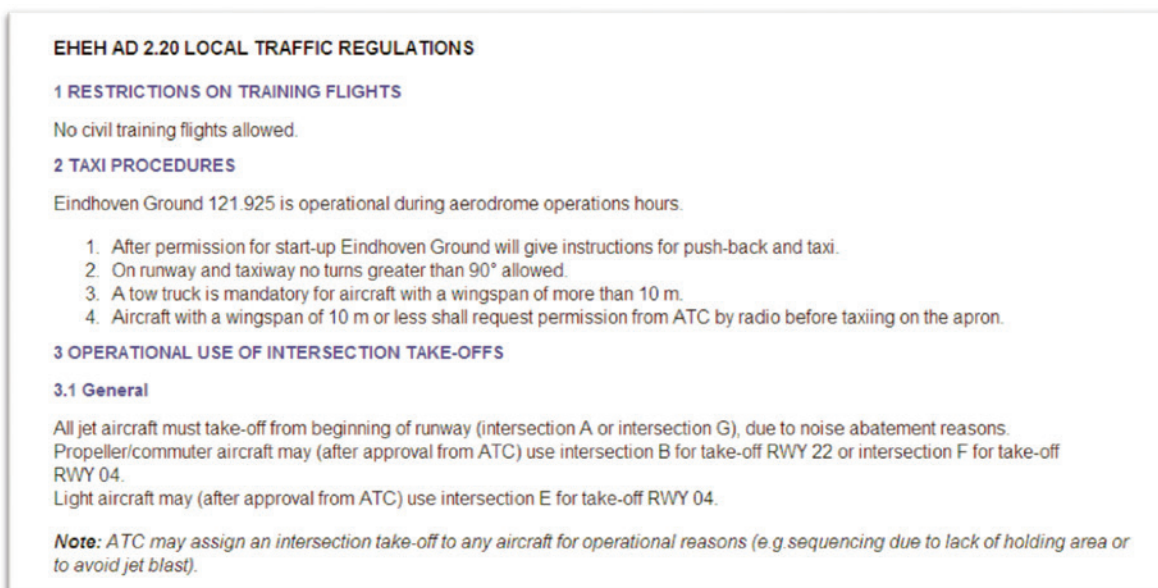 EHEH AD 2.20 LOCAL TRAFFIC REGULATIONS
1 RESTRICTIONS ON TRAINING FLIGHTS
No civil training flights allowed.
2 TAXI PROCEDURES
Eindhoven Ground 121.925 is operational during aerodrome operations hours.
1. After permission for start-up Eindhoven Ground will give instructions for push-back and taxi.
2. On runway and taxiway no turns greater than 90° allowed.
3. A tow truck is mandatory for aircraft with a wingspan of more than 10 m.
4. Aircraft with a wingspan of 10 m or less shall request permission from ATC by radio before taxiing on the apron.
3 OPERATIONAL USE OF INTERSECTION TAKE-OFFS
3.1 General
All jet aircraft must take-off from beginning of runway (intersection A or intersection G), due to noise abatement reasons.
Propeller/commuter aircraft may (after approval from ATC) use intersection B for take-off RWY 22 or intersection F for take-off
RWY 04.
Light aircraft may (after approval from ATC) use intersection E for take-off RWY 04.
Note: ATC may assign an intersection take-off to any aircraft for operational reasons (e.g.sequencing due to lack of holding area or
to avoid jet blast).